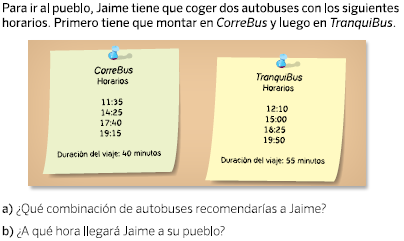 Para ir al pueblo, Jaime tiene que coger dos autobuses con los siguientes
horarios. Primero tiene que montar en CorreBus y luego en TranquiBus.
CorreBus
Horarios
11:35
14:25
17:40
19:15
Duración del viaje: 40 minutos
TranquiBus
Horarios
12:10
15:00
18:25
19:50
Duración del viaje: 55 minutos
a) ¿Qué combinación de autobuses recomendarías a Jaime?
b) ¿A qué hora llegará Jaime a su pueblo?